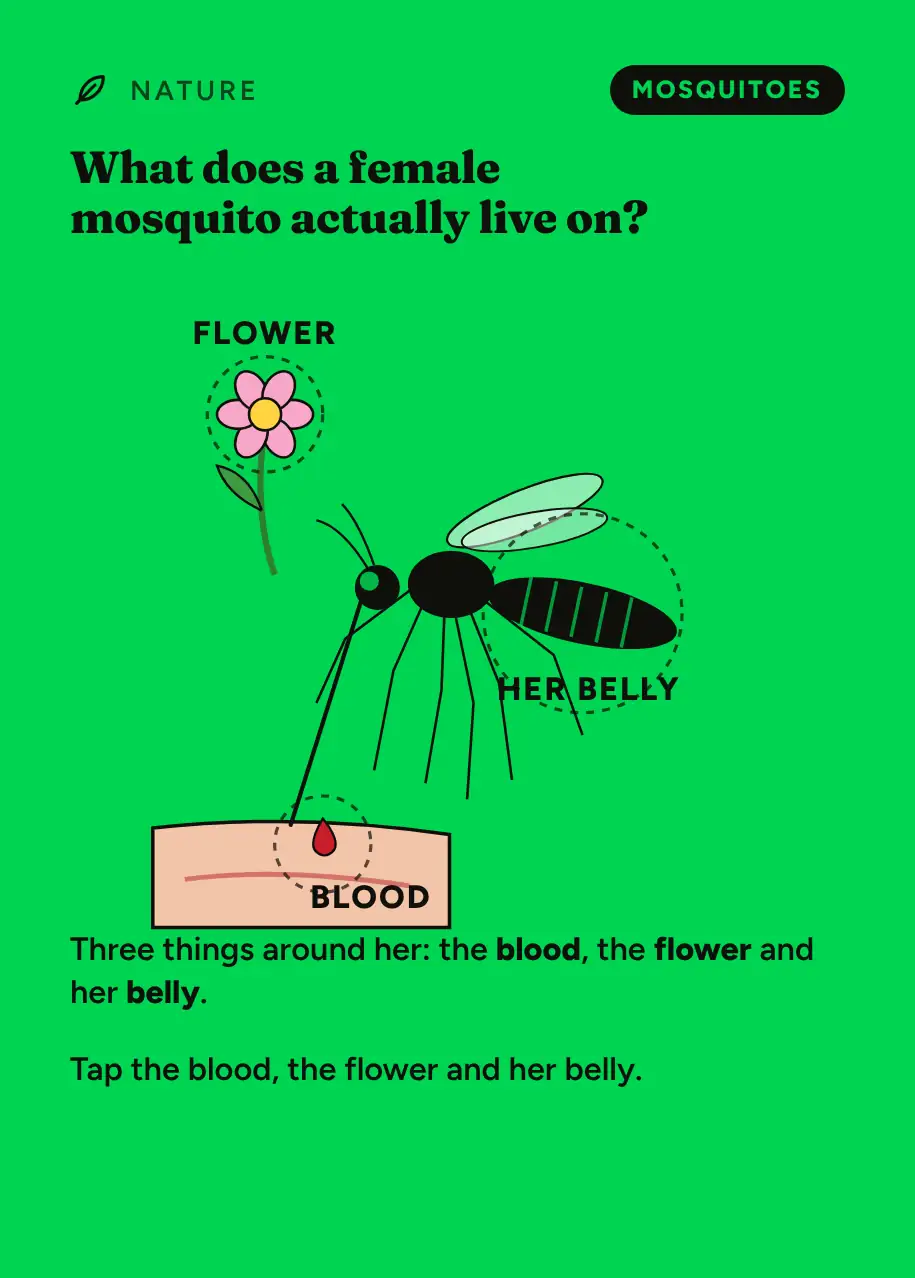 NATURE
MOSQUITOES
What does a female
mosquito actually live on?
FLOWER
HER BELLY
BLOOD
Three things around her: the blood, the flower and
her belly.
Tap the blood, the flower and her belly.